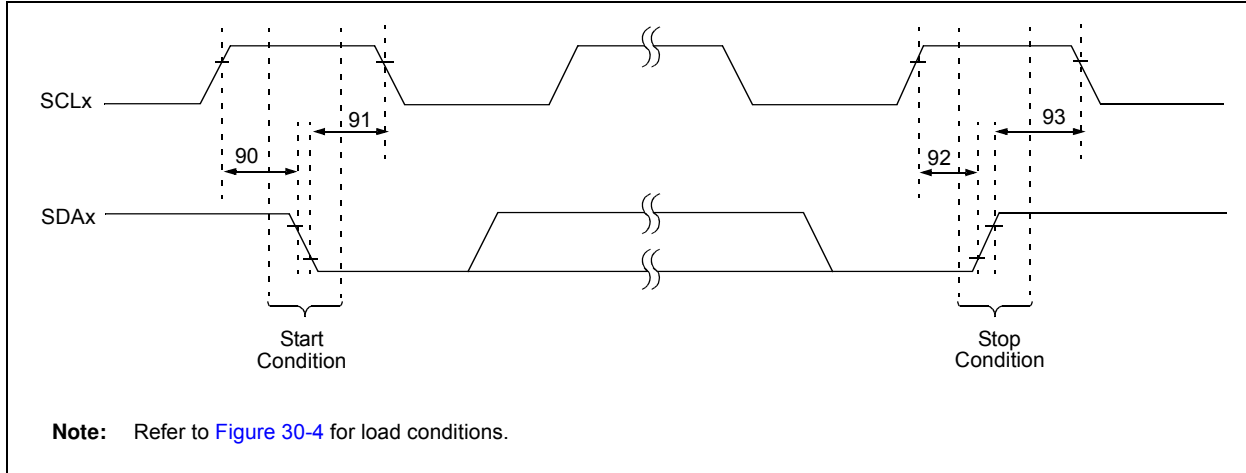 SCLx
91
93
90
92
SDAx
Start
Condition
Stop
Condition
Note: Refer to Figure 30-4 for load conditions.